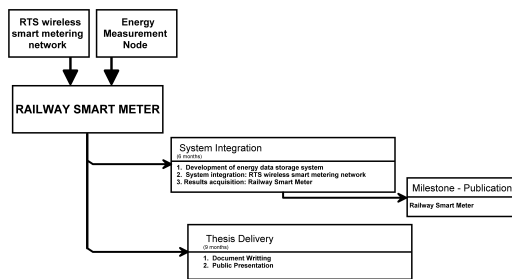 RTS wireless
smart metering
network
Energy
Measurement
Node
RAILWAY SMART METER
System Integration
(6 months)
1. Development of energy data storage system
2. System integration: RTS wireless smart metering network
3. Results acquisition: Railway Smart Meter
Milestone - Publication
Railway Smart Meter
Thesis Delivery
(9 months)
1. Document Writting
2. Public Presentation